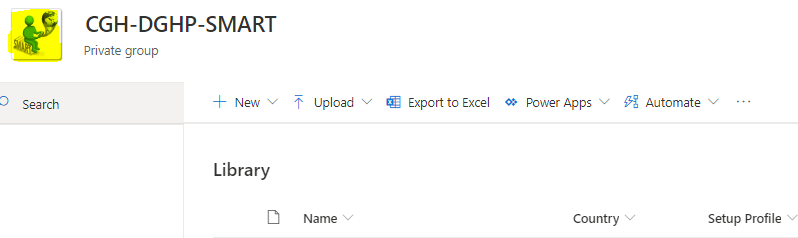 CGH-DGHP-SMART
SMART
Private group
Search
New Upload Export to Excel Power Apps Automate ...
Library
Name Country Setup Profile